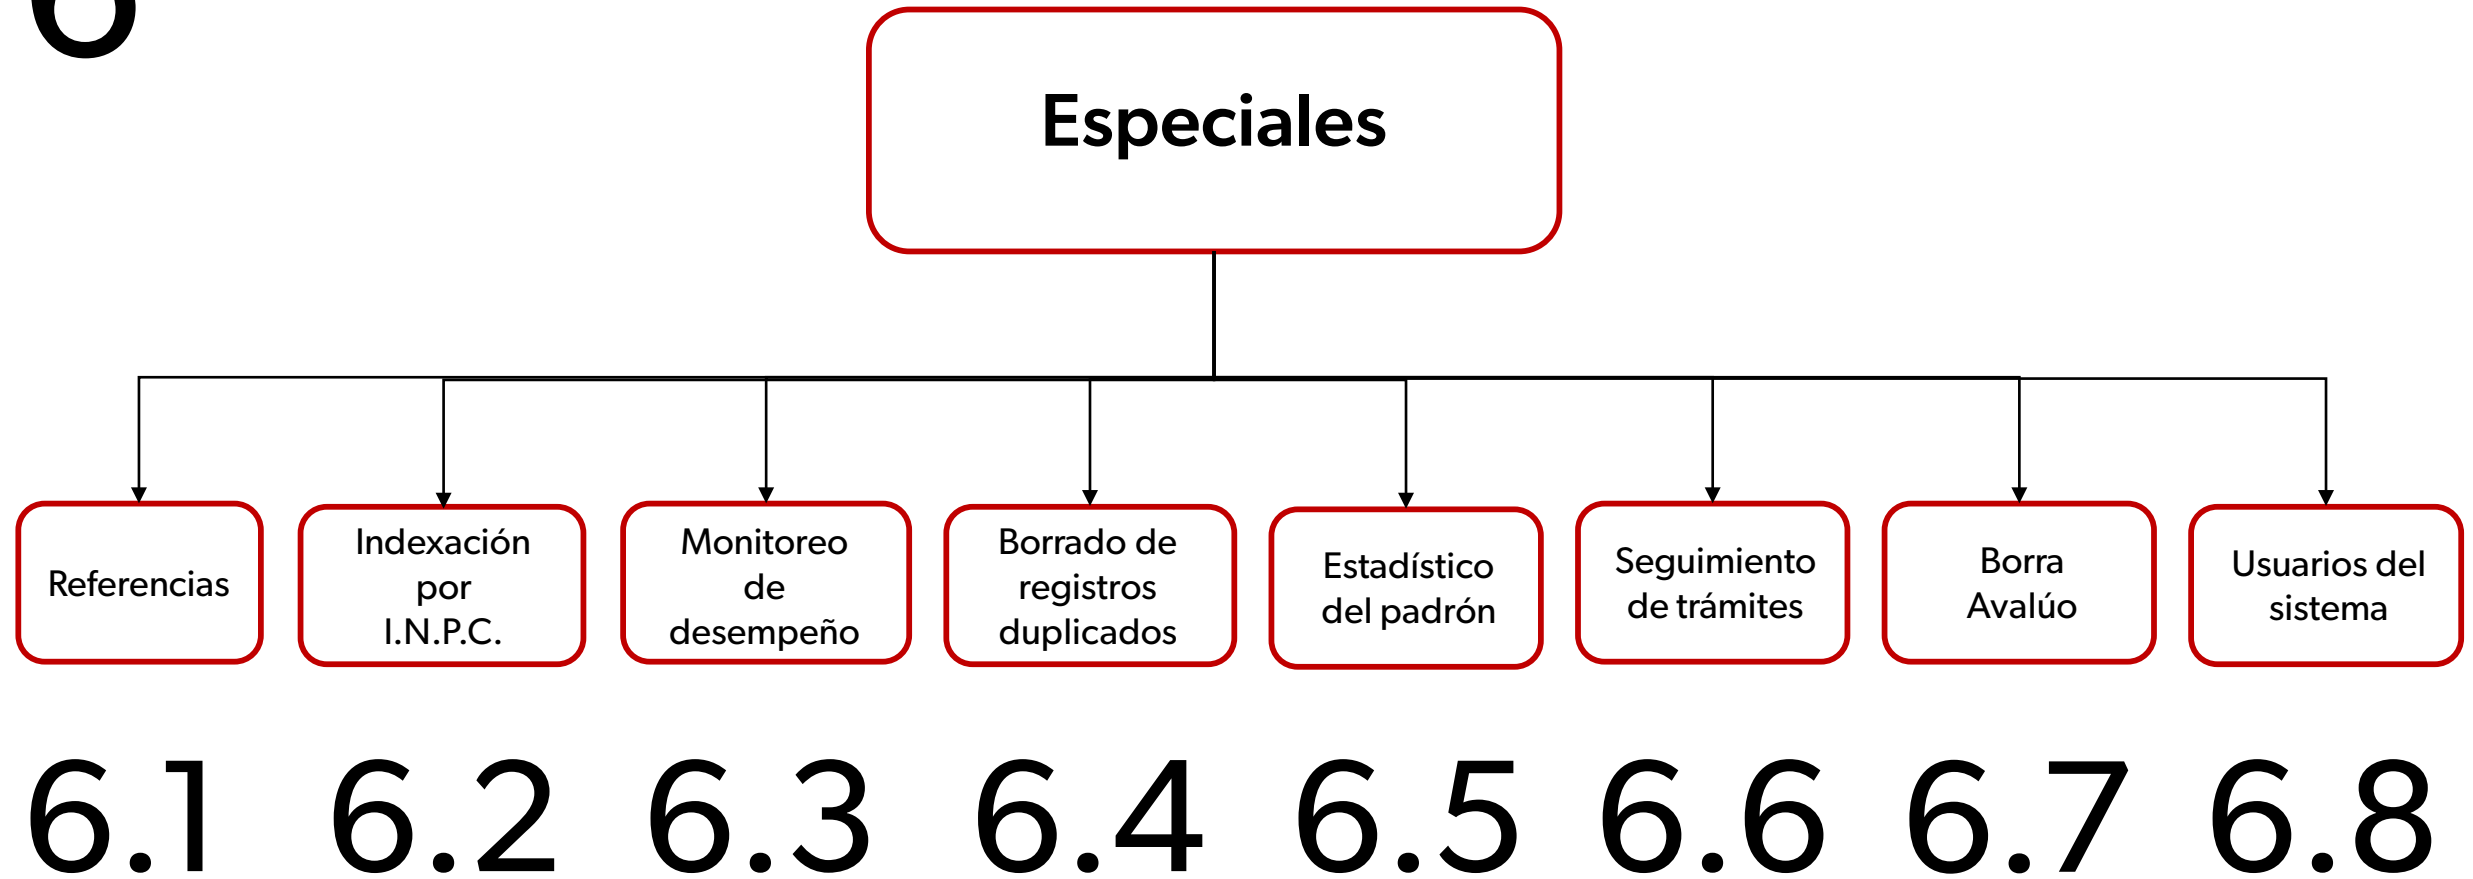 6
Especiales
Referencias
Indexación
por
I.N.P.C.
Monitoreo
de
desempeño
Borrado de
registros
duplicados
Estadístico
del padrón
Seguimiento
de trámites
Borra
Avalúo
Usuarios del
sistema
6.1 6.2 6.3 6.4 6.5 6.6 6.7 6.8